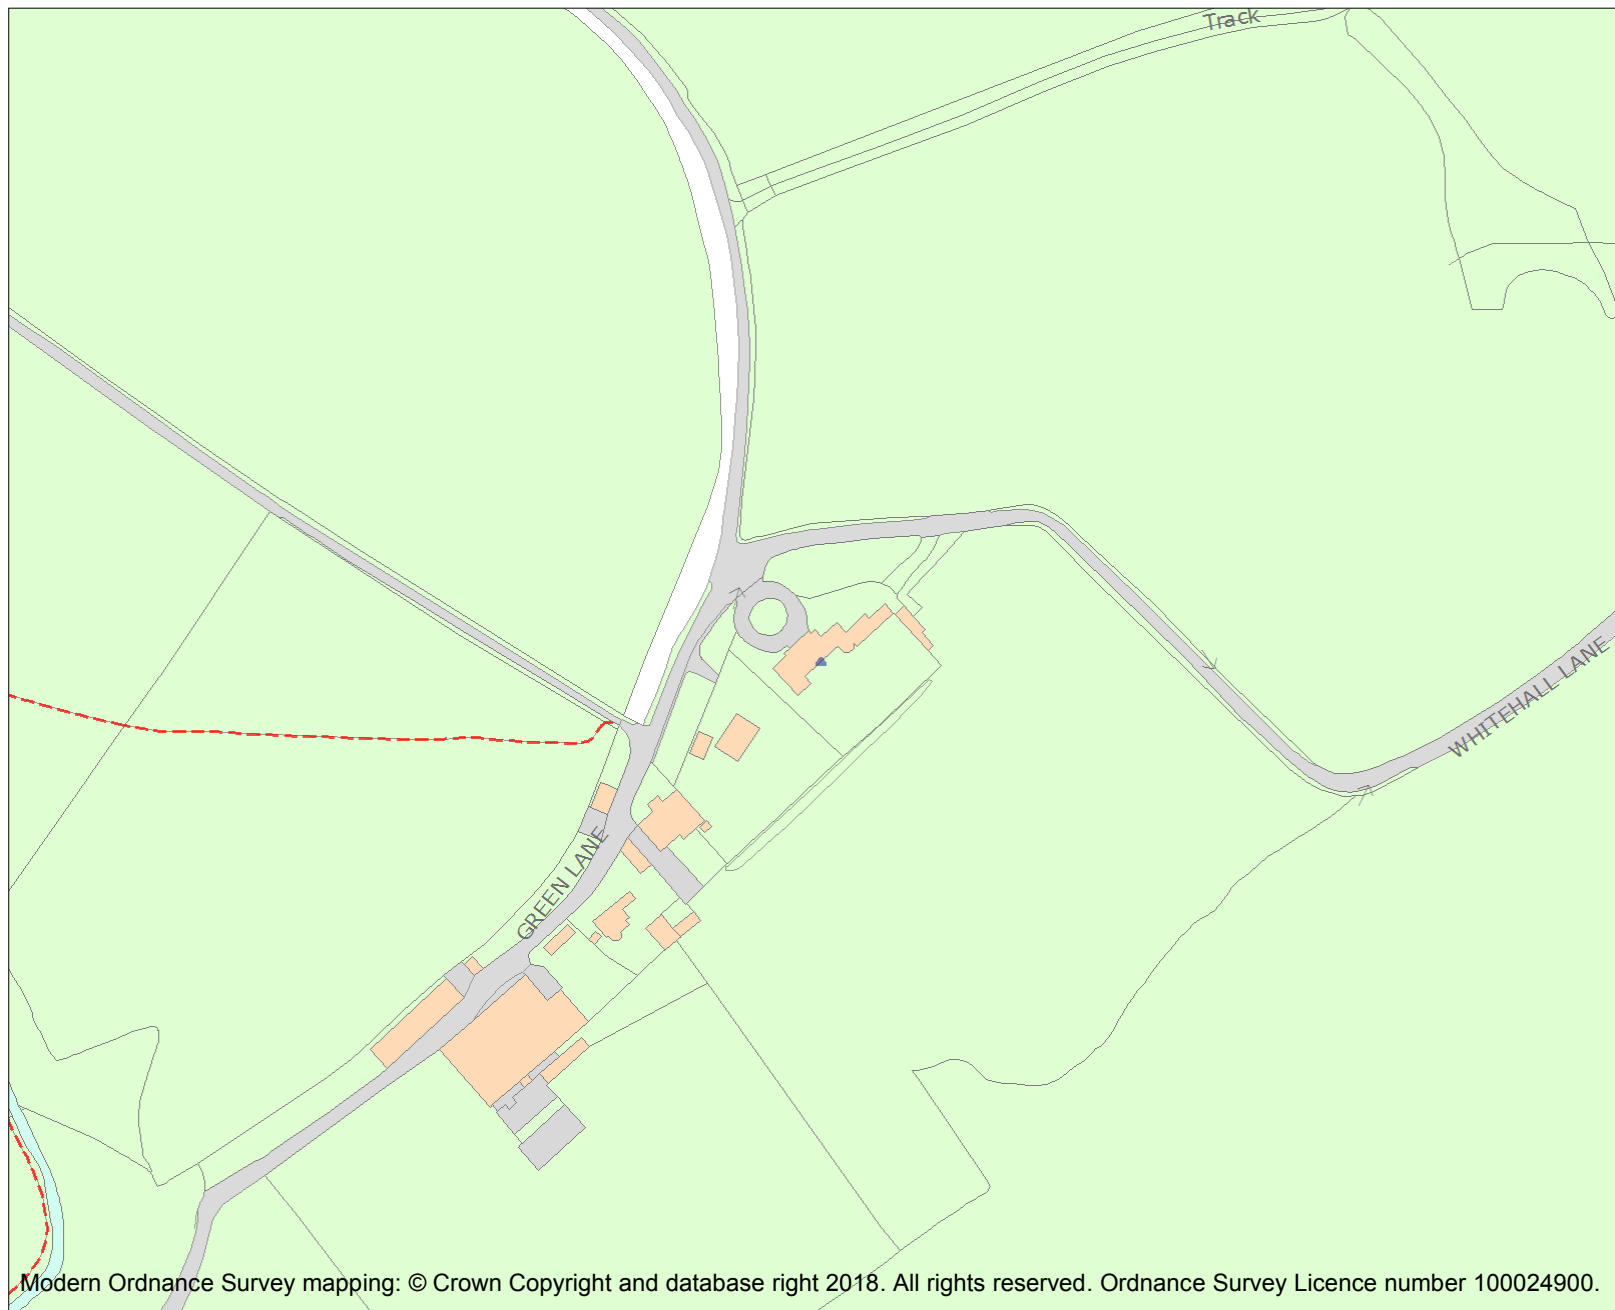 Track
WHITEHALL LANE
GREEN LANE
Modern Ordnance Survey mapping: © Crown Copyright and database right 2018. All rights reserved. Ordnance Survey Licence number 100024900.